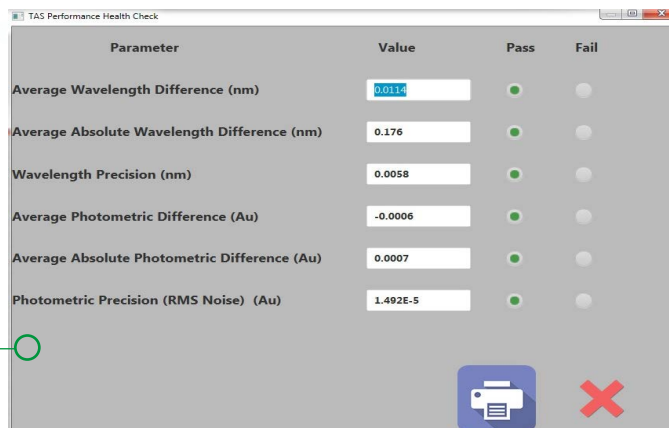 TAS Performance Health Check
Parameter Value Pass Fail
Average Wavelength Difference (nm) 0.0114
Average Absolute Wavelength Difference (nm) 0.176
Wavelength Precision (nm) 0.0058
Average Photometric Difference (Au) -0.0006
Average Absolute Photometric Difference (Au) 0.0007
Photometric Precision (RMS Noise) (Au) 1.492E-5